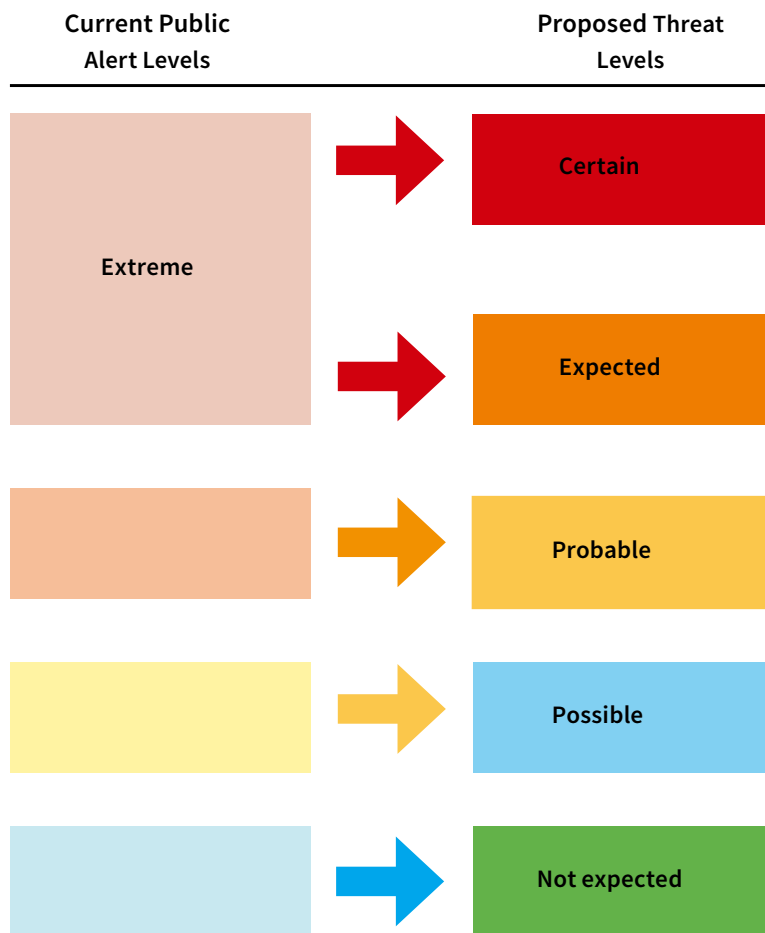 Current Public
Alert Levels
Proposed Threat
Levels
Extreme
Certain
Expected
Probable
Possible
Not expected